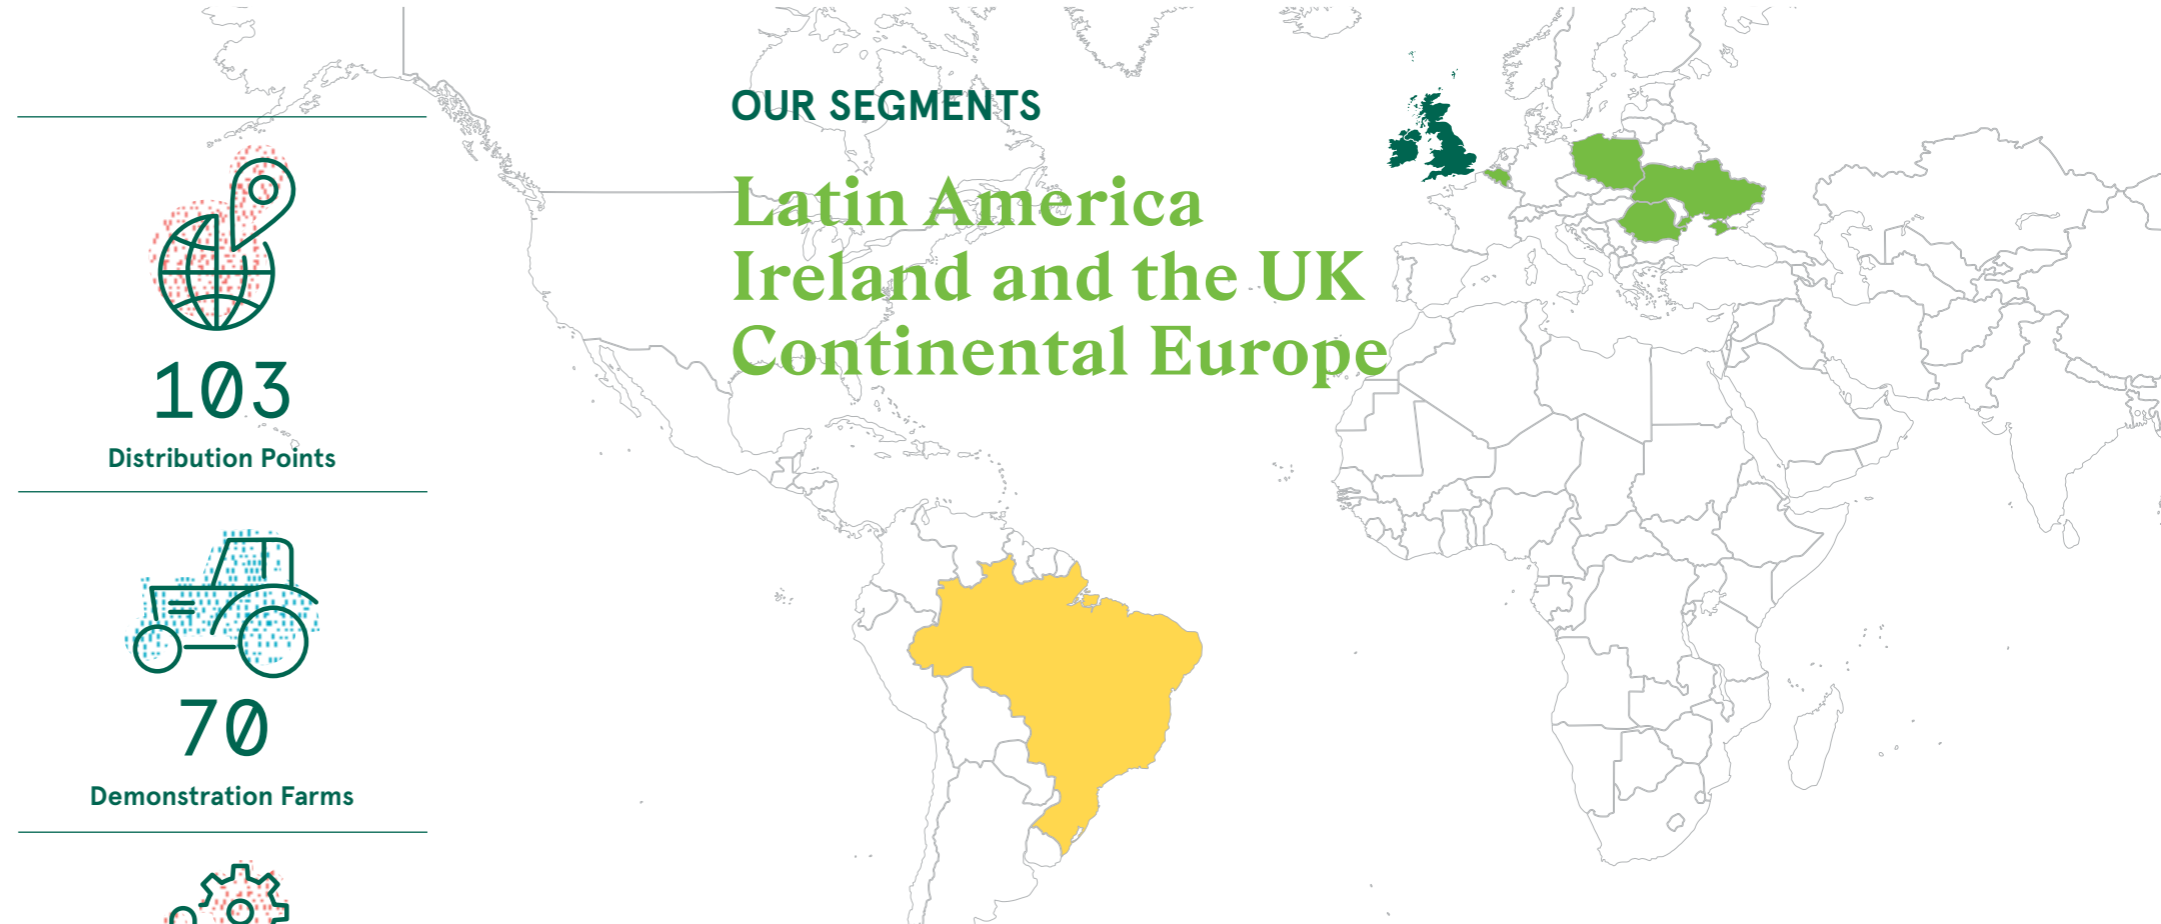 OUR SEGMENTS
Latin America
Ireland and the UK
Continental Europe
103
Distribution Points
70
Demonstration Farms